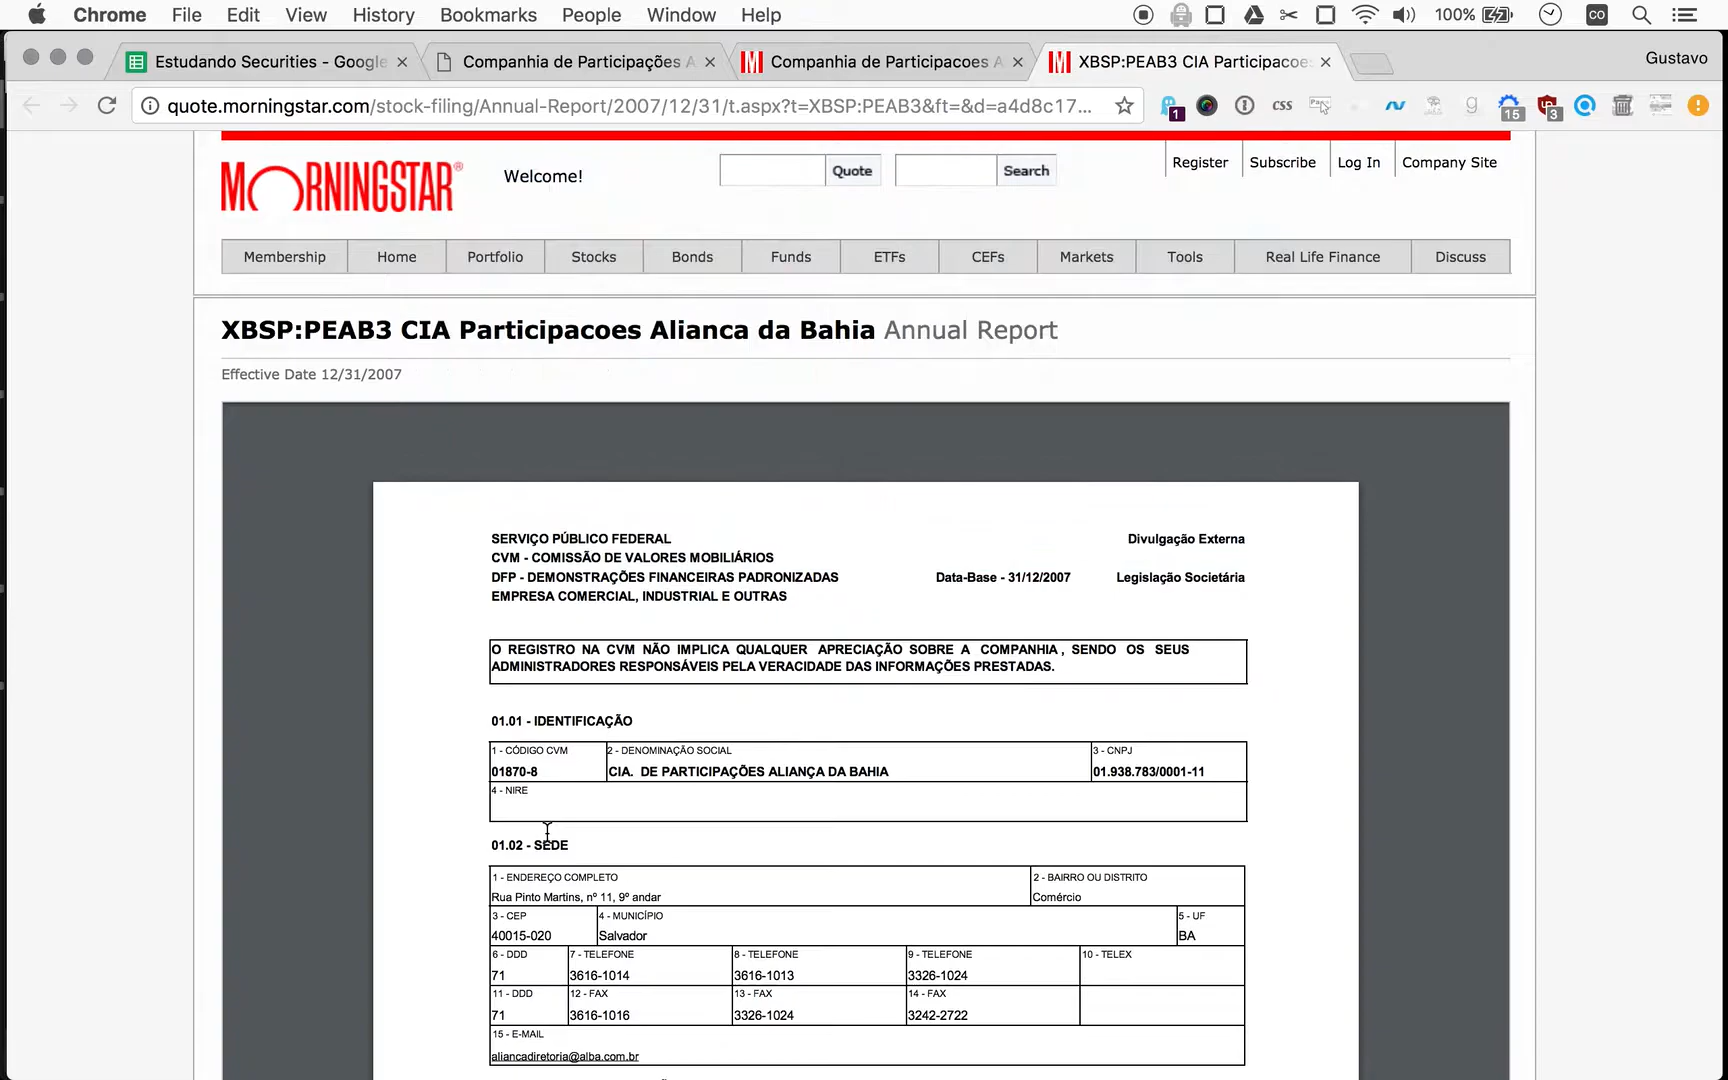 Chrome File Edit View History Bookmarks People Window Help 100% CO
Estudando Securities - Google
Companhia de Participações A
Companhia de Participacoes A
XBSP:PEAB3 CIA Participacoes
Gustavo
quote.morningstar.com/stock-filing/Annual-Report/2007/12/31/t.aspx?t=XBSP:PEAB3&ft=&d=a4d8c17...
1 CSS g 15 3
MORNINGSTAR®
Welcome!
Quote
Search
Register Subscribe Log In Company Site
Membership Home Portfolio Stocks Bonds Funds ETFs CEFs Markets Tools Real Life Finance Discuss
XBSP:PEAB3 CIA Participacoes Alianca da Bahia Annual Report
Effective Date 12/31/2007
SERVIÇO PÚBLICO FEDERAL Divulgação Externa
CVM - COMISSÃO DE VALORES MOBILIÁRIOS
DFP - DEMONSTRAÇÕES FINANCEIRAS PADRONIZADAS Data-Base - 31/12/2007 Legislação Societária
EMPRESA COMERCIAL, INDUSTRIAL E OUTRAS
O REGISTRO NA CVM NÃO IMPLICA QUALQUER APRECIAÇÃO SOBRE A COMPANHIA , SENDO OS SEUS
ADMINISTRADORES RESPONSÁVEIS PELA VERACIDADE DAS INFORMAÇÕES PRESTADAS.
01.01 - IDENTIFICAÇÃO
1 - CÓDIGO CVM 2 - DENOMINAÇÃO SOCIAL 3 - CNPJ
01870-8 CIA. DE PARTICIPAÇÕES ALIANÇA DA BAHIA 01.938.783/0001-11
4 - NIRE
01.02 - SEDE
1 - ENDEREÇO COMPLETO 2 - BAIRRO OU DISTRITO
Rua Pinto Martins, nº 11, 9º andar Comércio
3 - CEP 4 - MUNICÍPIO 5 - UF
40015-020 Salvador BA
6 - DDD 7 - TELEFONE 8 - TELEFONE 9 - TELEFONE 10 - TELEX
71 3616-1014 3616-1013 3326-1024
11 - DDD 12 - FAX 13 - FAX 14 - FAX
71 3616-1016 3326-1024 3242-2722
15 - E-MAIL
aliancadiretoria@alba.com.br